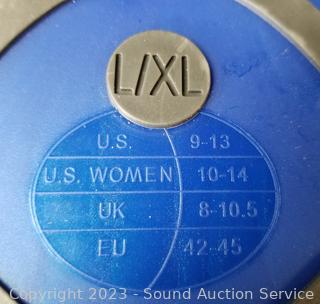 L/XL
U.S. 9-13
U.S. WOMEN 10-14
UK 8-10.5
EU 42-45
Copyright 2023 - Sound Auction Service